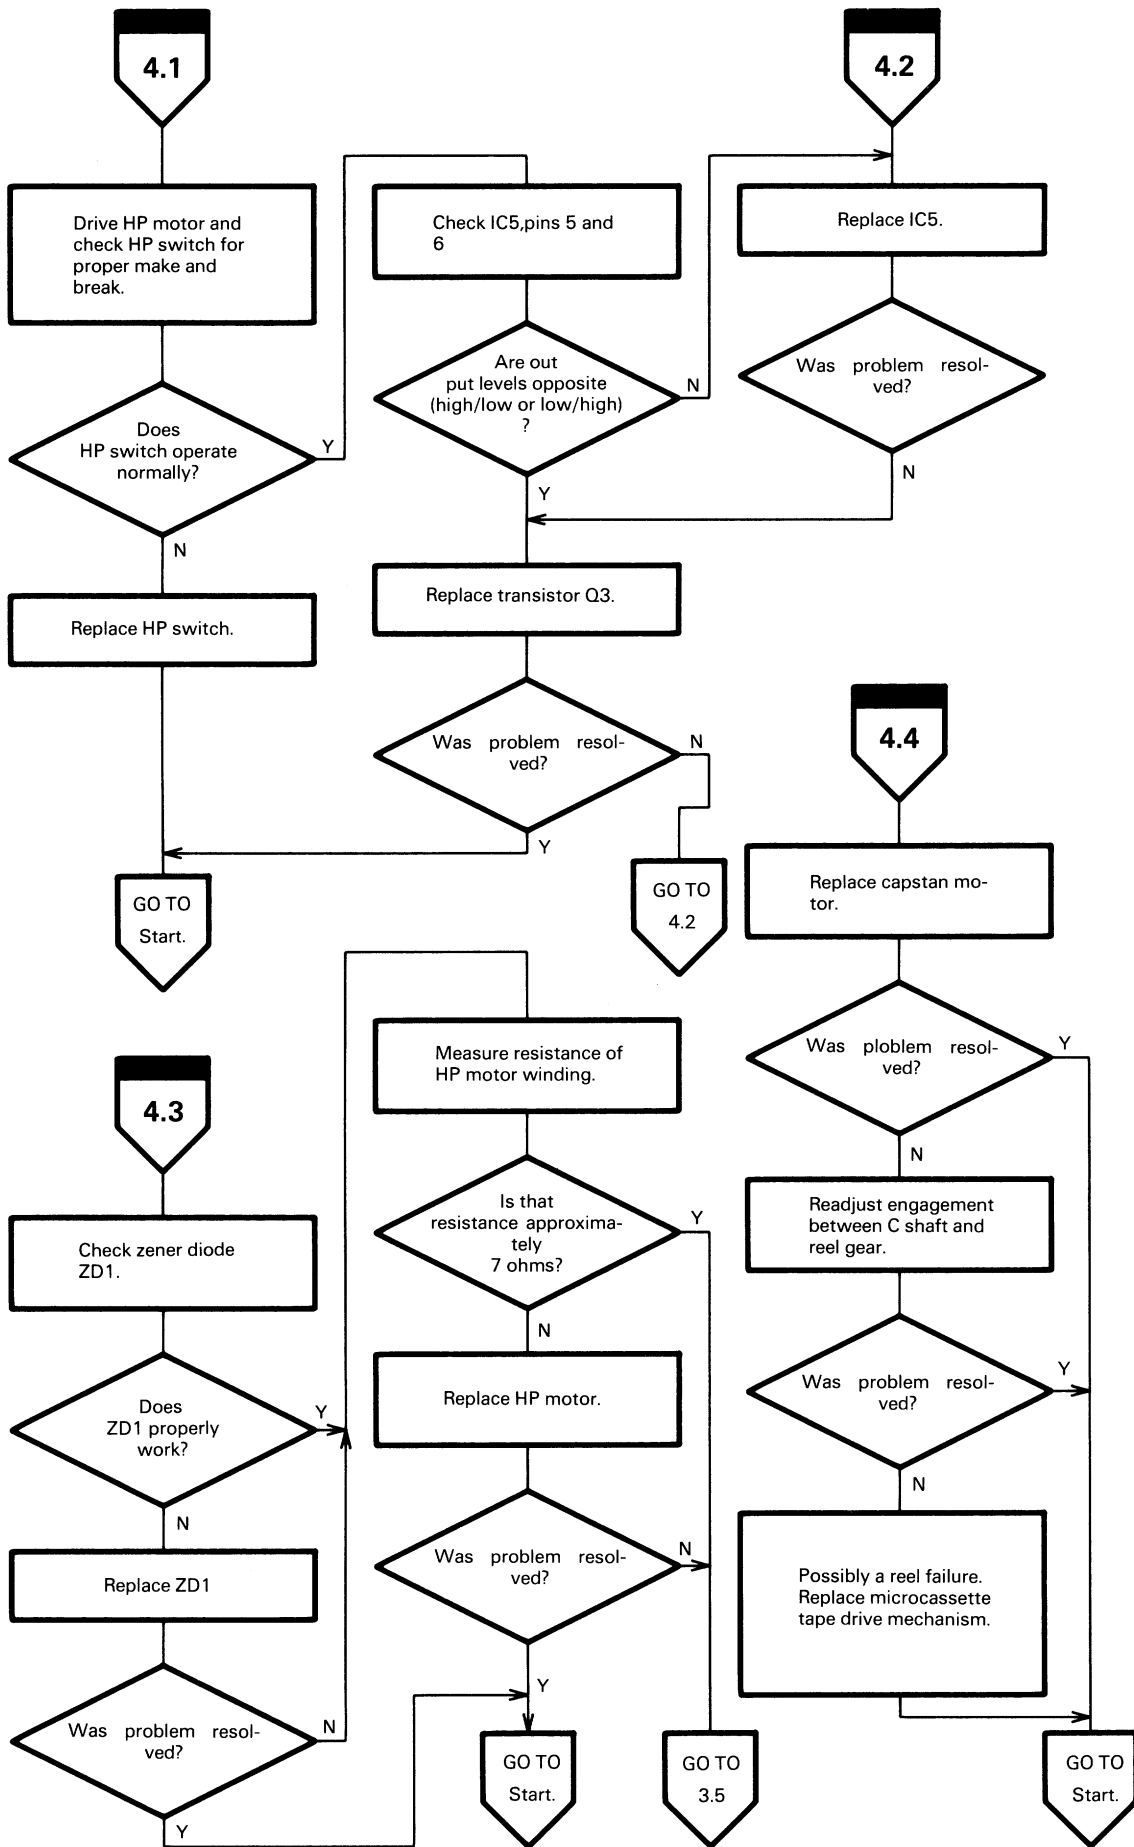 4.1
Drive HP motor and
check HP switch for
proper make and
break.
Does
HP switch operate
normally?
Y
N
Replace HP switch.
GO TO
Start.
Check IC5,pins 5 and
6
Are out
put levels opposite
(high/low or low/high)
?
N
Y
Replace transistor Q3.
Was problem resol-
ved?
N
Y
GO TO
4.2
4.2
Replace IC5.
Was problem resol-
ved?
N
4.3
Check zener diode
ZD1.
Does
ZD1 properly
work?
Y
N
Replace ZD1
Was problem resol-
ved?
N
Y
Measure resistance of
HP motor winding.
Is that
resistance approxima-
tely
7 ohms?
Y
N
Replace HP motor.
Was problem resol-
ved?
N
Y
GO TO
Start.
GO TO
3.5
4.4
Replace capstan mo-
tor.
Was ploblem resol-
ved?
Y
N
Readjust engagement
between C shaft and
reel gear.
Was problem resol-
ved?
Y
N
Possibly a reel failure.
Replace microcassette
tape drive mechanism.
GO TO
Start.